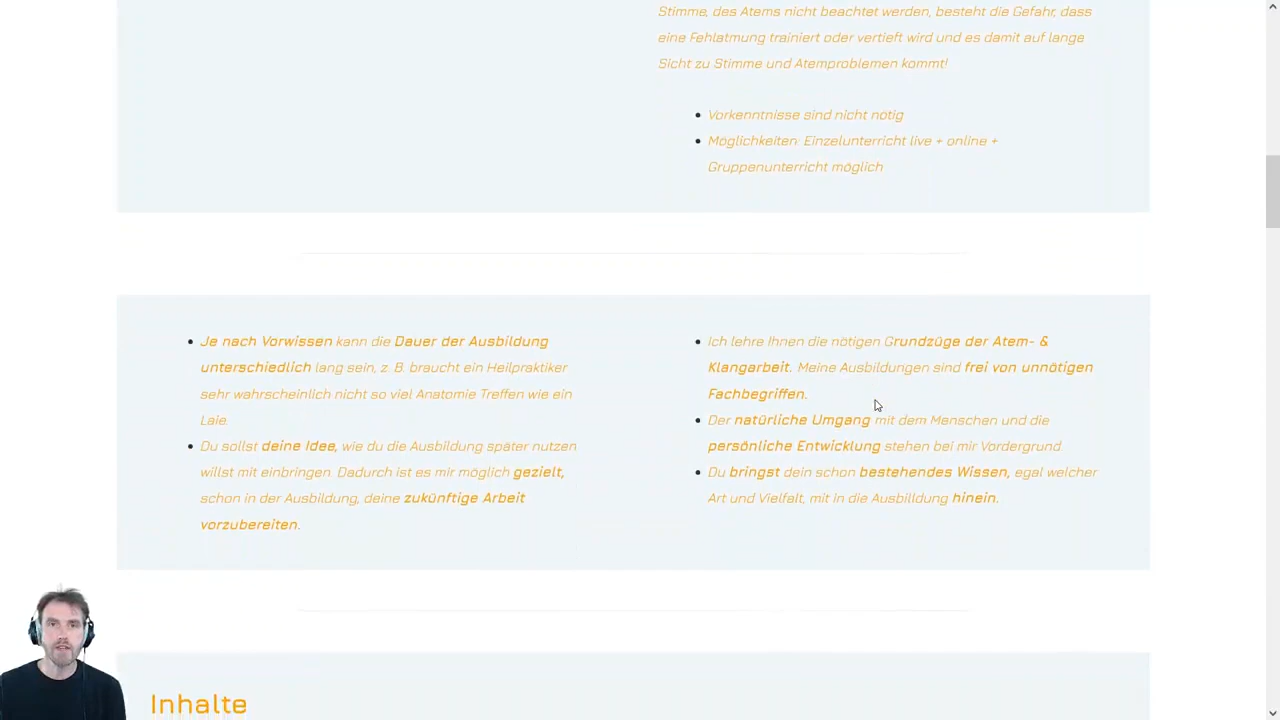 Stimme, des Atems nicht beachtet werden, besteht die Gefahr, dass
eine Fehlatmung trainiert oder vertieft wird und es damit auf lange
Sicht zu Stimme und Atemproblemen kommt!
Vorkenntnisse sind nicht nötig
Möglichkeiten: Einzelunterricht live + online +
Gruppenunterricht möglich
Je nach Vorwissen kann die Dauer der Ausbildung
unterschiedlich lang sein, z. B. braucht ein Heilpraktiker
sehr wahrscheinlich nicht so viel Anatomie Treffen wie ein
Laie.
Du sollst deine Idee, wie du die Ausbildung später nutzen
willst mit einbringen. Dadurch ist es mir möglich gezielt,
schon in der Ausbildung, deine zukünftige Arbeit
vorzubereiten.
Ich lehre Ihnen die nötigen Grundzüge der Atem- &
Klangarbeit. Meine Ausbildungen sind frei von unnötigen
Fachbegriffen.
Der natürliche Umgang mit dem Menschen und die
persönliche Entwicklung stehen bei mir Vordergrund.
Du bringst dein schon bestehendes Wissen, egal welcher
Art und Vielfalt, mit in die Ausbilldung hinein.
Inhalte